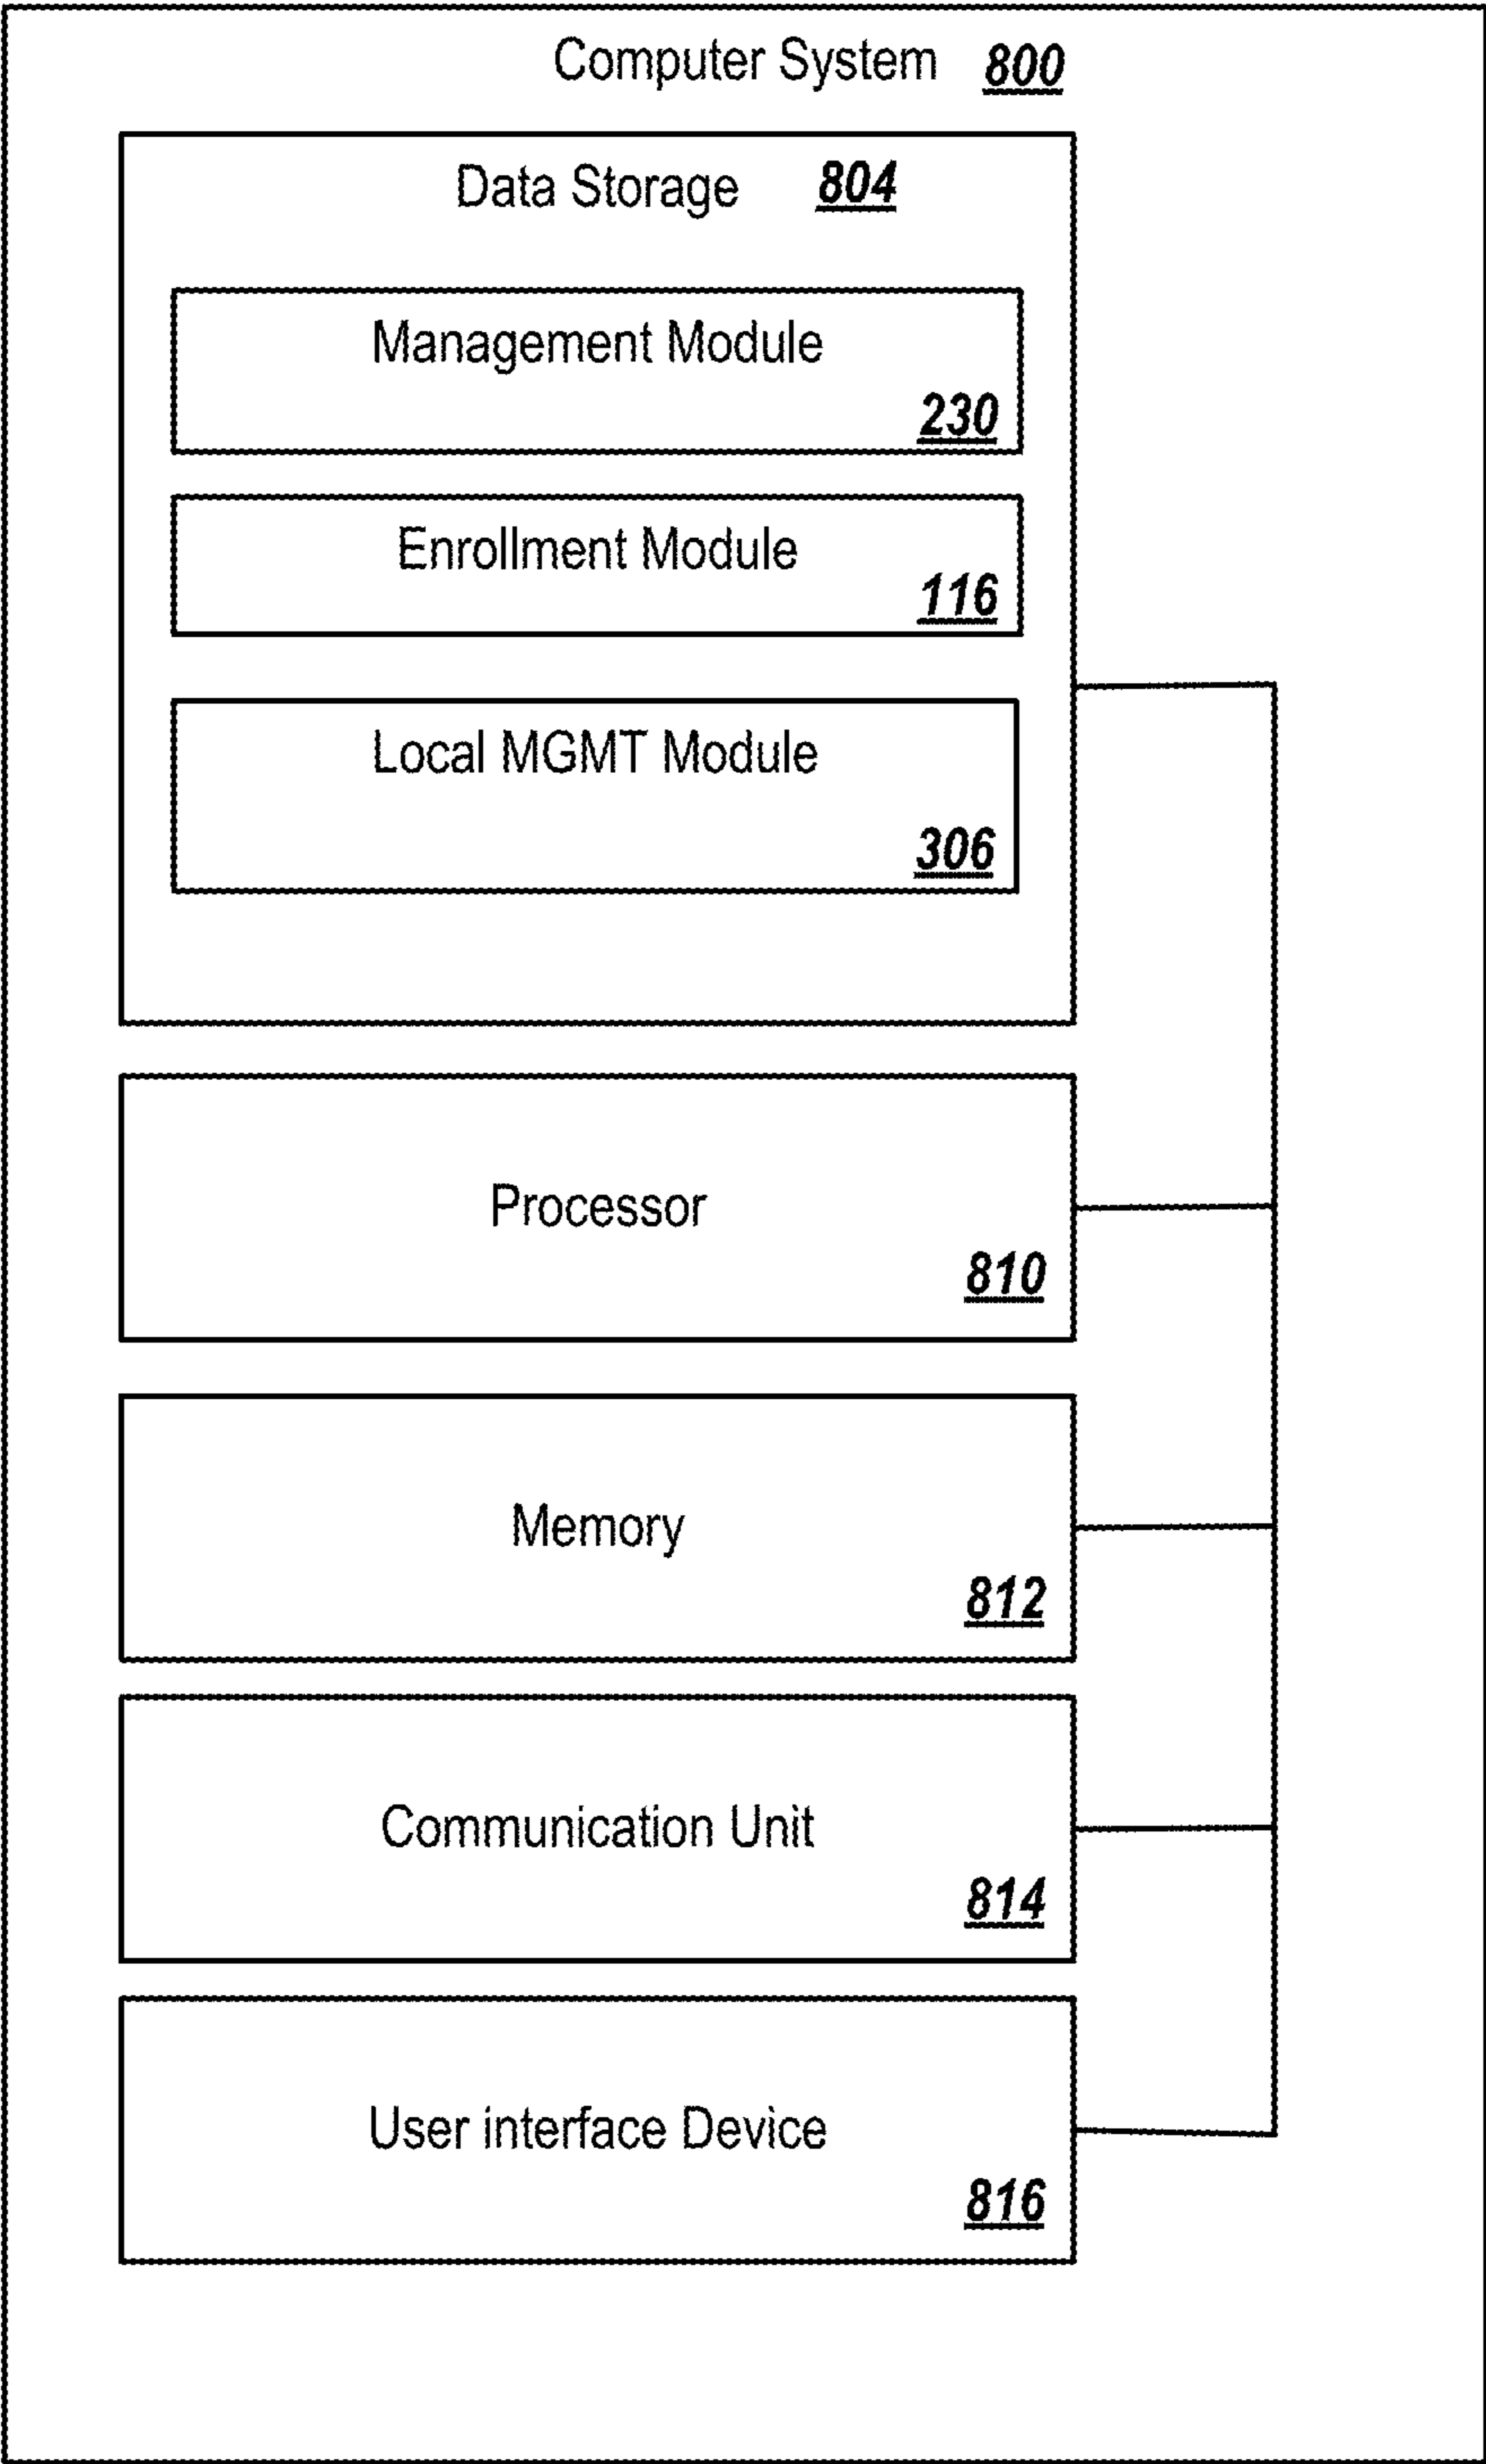 Computer System 800
Data Storage 804
Management Module
230
Enrollment Module
116
Local MGMT Module
306
Processor
810
Memory
812
Communication Unit
814
User interface Device
816